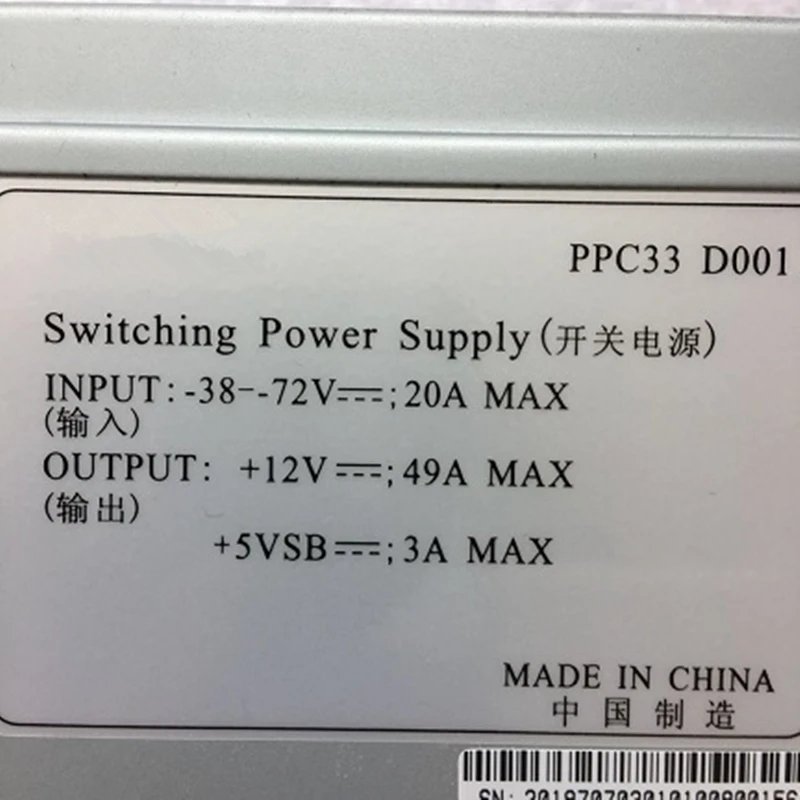 PPC33 D001
Switching Power Supply(开关电源)
INPUT:-38--72V⎓;20A MAX
(输入)
OUTPUT: +12V⎓;49A MAX
(输出)
+5VSB⎓;3A MAX
MADE IN CHINA
中国制造